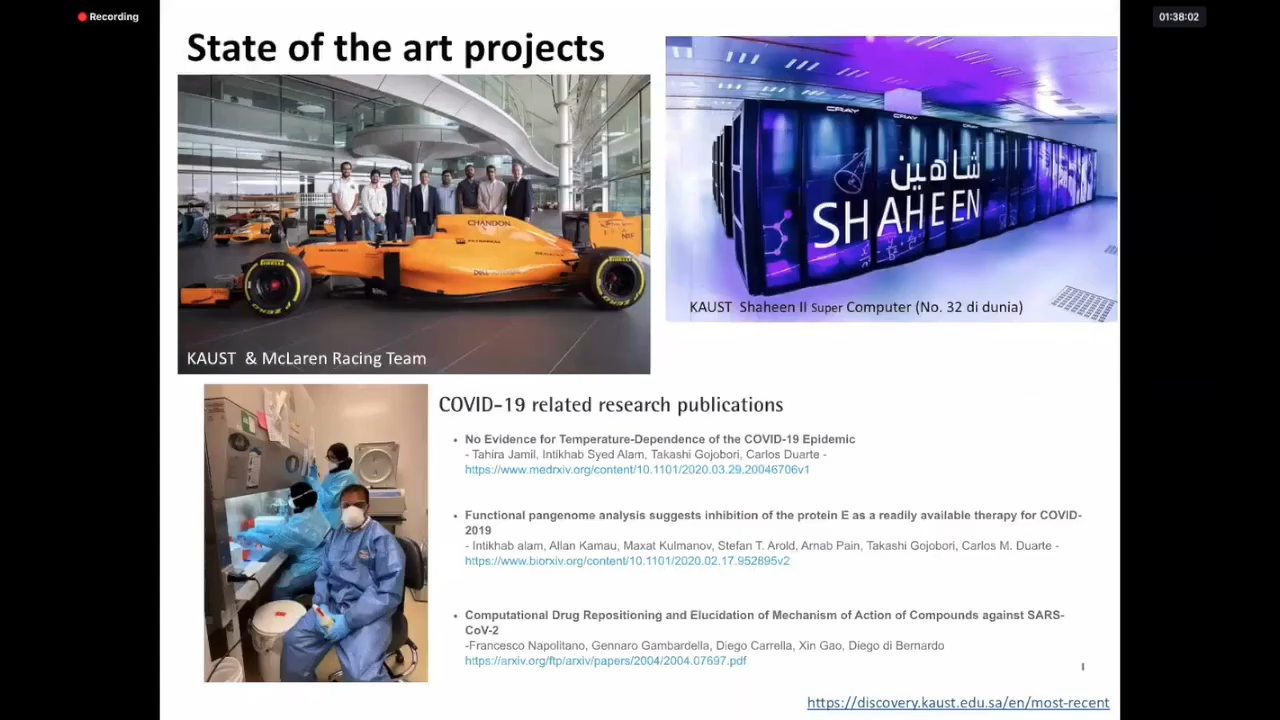 Recording
01:38:02
State of the art projects
CHANDON
KAUST & McLaren Racing Team
CRAY
CRAY
شاهين
SHAHEEN
KAUST Shaheen II Super Computer (No. 32 di dunia)
COVID-19 related research publications
• No Evidence for Temperature-Dependence of the COVID-19 Epidemic
- Tahira Jamil, Intikhab Syed Alam, Takashi Gojobori, Carlos Duarte -
https://www.medrxiv.org/content/10.1101/2020.03.29.20046706v1
• Functional pangenome analysis suggests inhibition of the protein E as a readily available therapy for COVID-
2019
- Intikhab alam, Allan Kamau, Maxat Kulmanov, Stefan T. Arold, Arnab Pain, Takashi Gojobori, Carlos M. Duarte -
https://www.biorxiv.org/content/10.1101/2020.02.17.952895v2
• Computational Drug Repositioning and Elucidation of Mechanism of Action of Compounds against SARS-
CoV-2
-Francesco Napolitano, Gennaro Gambardella, Diego Carrella, Xin Gao, Diego di Bernardo
https://arxiv.org/ftp/arxiv/papers/2004/2004.07697.pdf
https://discovery.kaust.edu.sa/en/most-recent